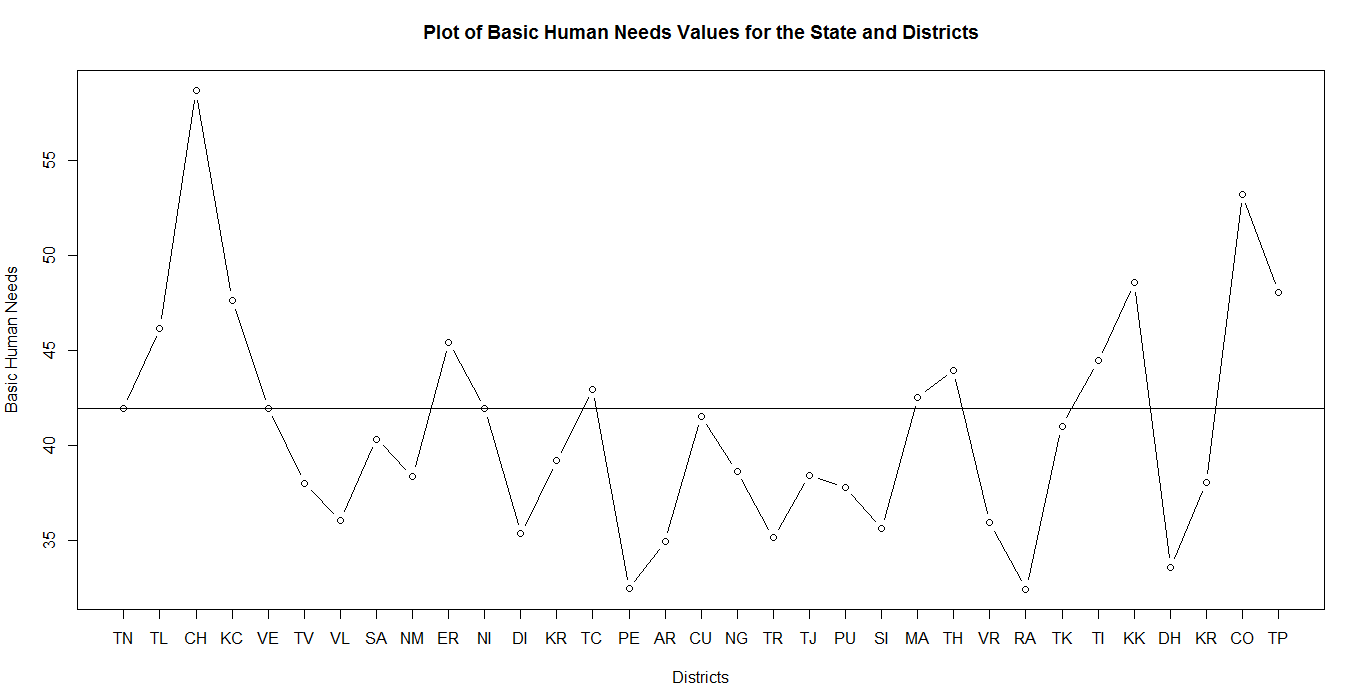 Plot of Basic Human Needs Values for the State and Districts
Basic Human Needs
55
50
45
40
35
TN TL CH KC VE TV VL SA NM ER NI DI KR TC PE AR CU NG TR TJ PU SI MA TH VR RA TK TI KK DH KR CO TP
Districts